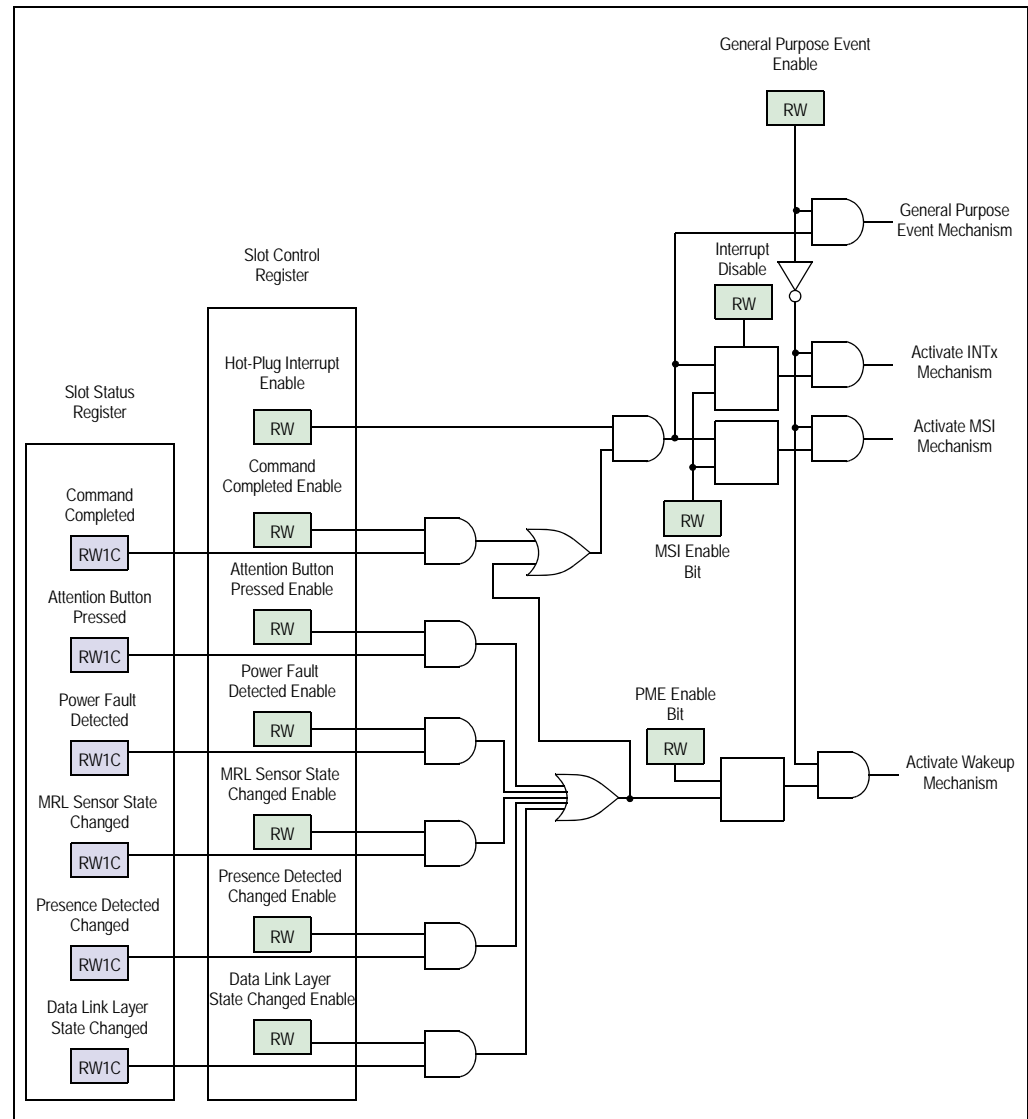 General Purpose Event
Enable
RW
General Purpose
Event Mechanism
Interrupt
Disable
RW
Activate INTx
Mechanism
Activate MSI
Mechanism
RW
MSI Enable
Bit
PME Enable
Bit
RW
Activate Wakeup
Mechanism
Slot Control
Register
Hot-Plug Interrupt
Enable
RW
Command
Completed Enable
RW
Attention Button
Pressed Enable
RW
Power Fault
Detected Enable
RW
MRL Sensor State
Changed Enable
RW
Presence Detected
Changed Enable
RW
Data Link Layer
State Changed Enable
RW
Slot Status
Register
Command
Completed
RW1C
Attention Button
Pressed
RW1C
Power Fault
Detected
RW1C
MRL Sensor State
Changed
RW1C
Presence Detected
Changed
RW1C
Data Link Layer
State Changed
RW1C